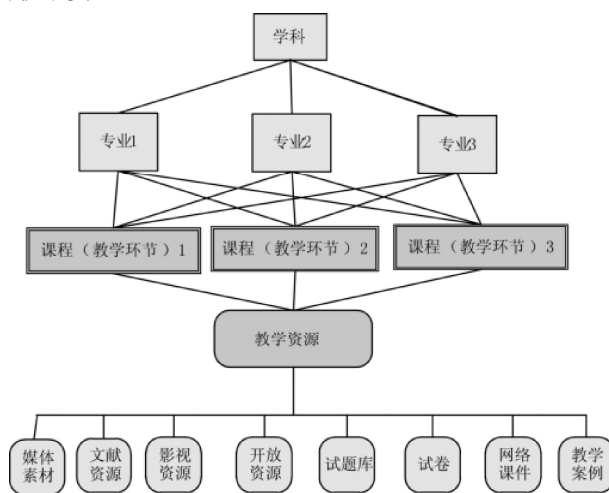 学科
专业1
专业2
专业3
课程（教学环节）1
课程（教学环节）2
课程（教学环节）3
教学资源
媒体
素材
文献
资源
影视
资源
开放
资源
试题库
试卷
网络
课件
教学
案例